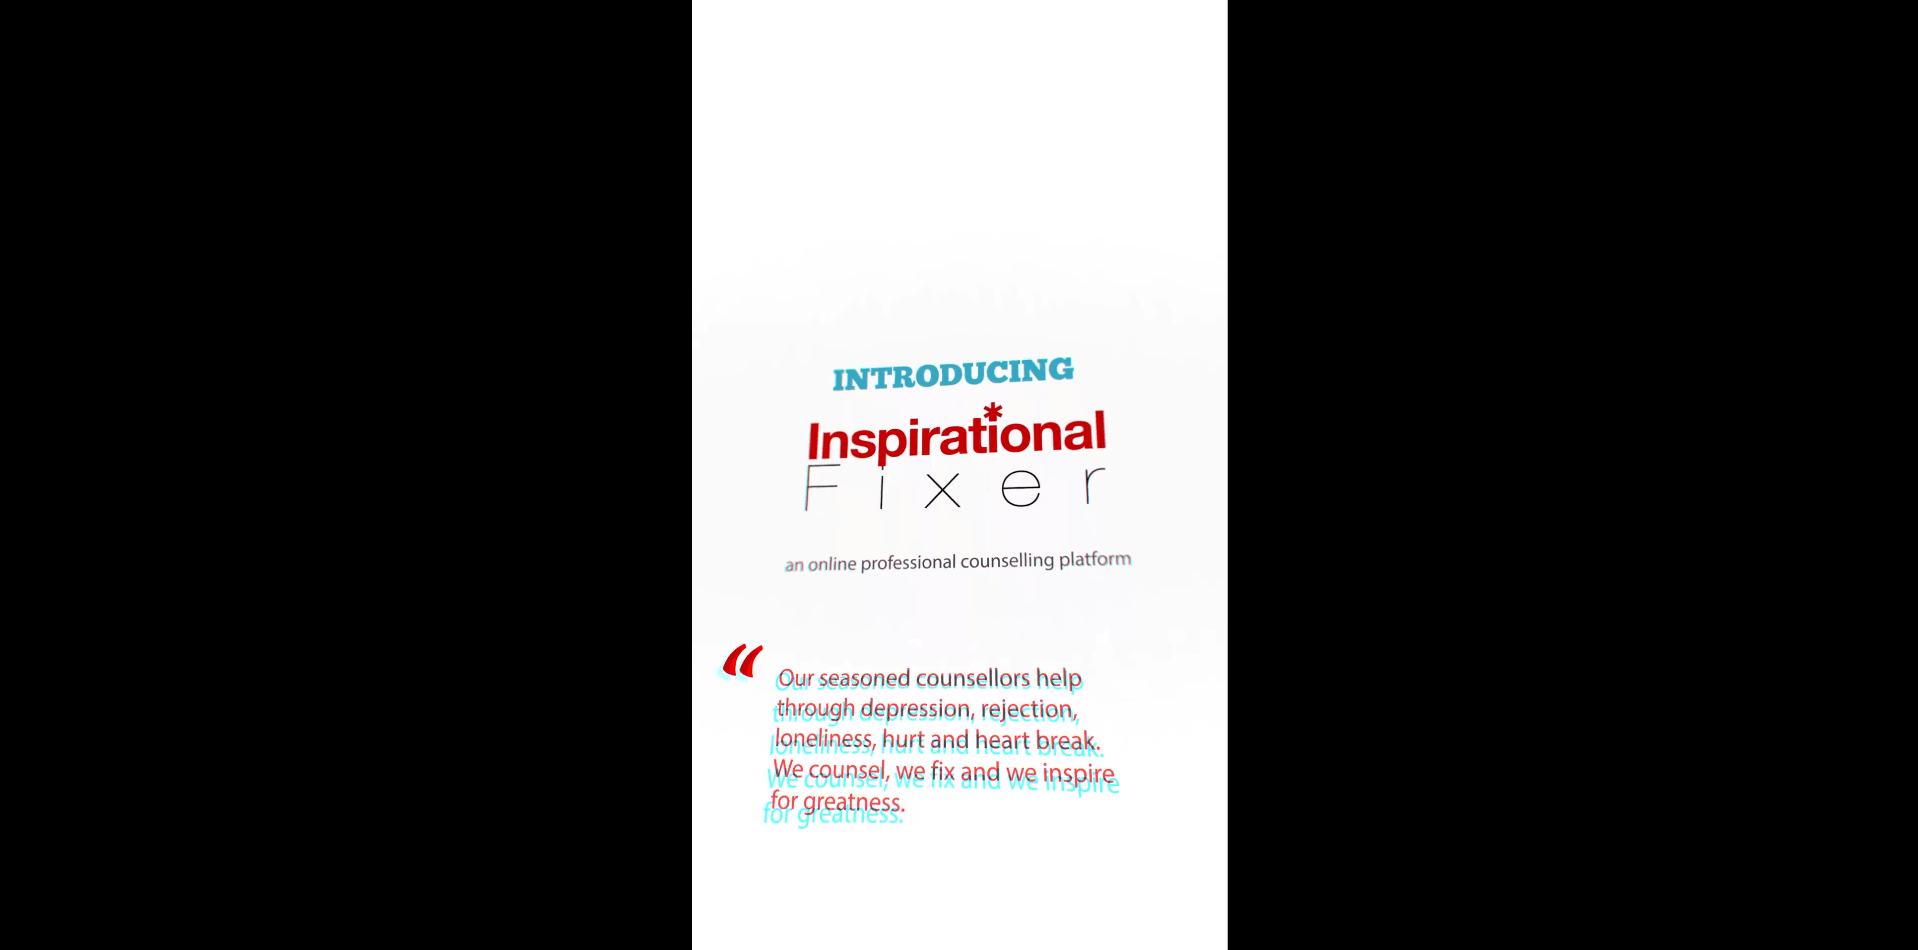 INTRODUCING
Inspirational
Fixer
an online professional counselling platform
“
Our seasoned counsellors help
through depression, rejection,
loneliness, hurt and heart break.
We counsel, we fix and we inspire
for greatness.